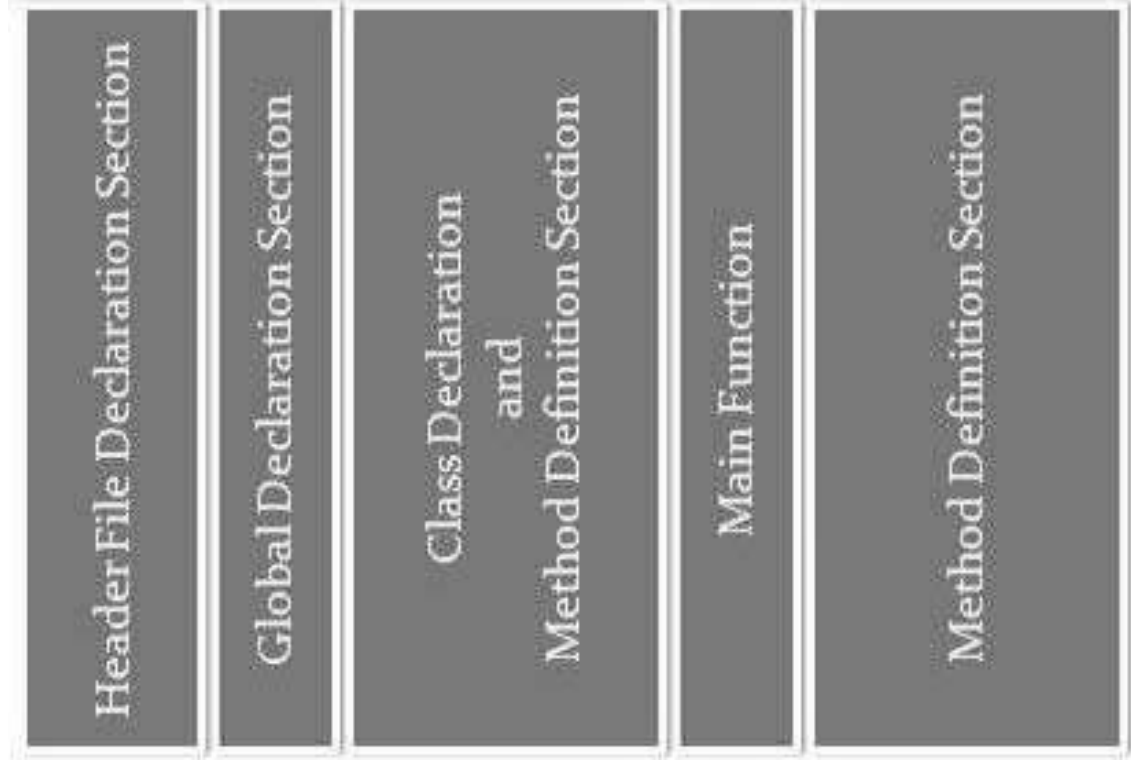 Header File Declaration Section
Global Declaration Section
Class Declaration
and
Method Definition Section
Main Function
Method Definition Section